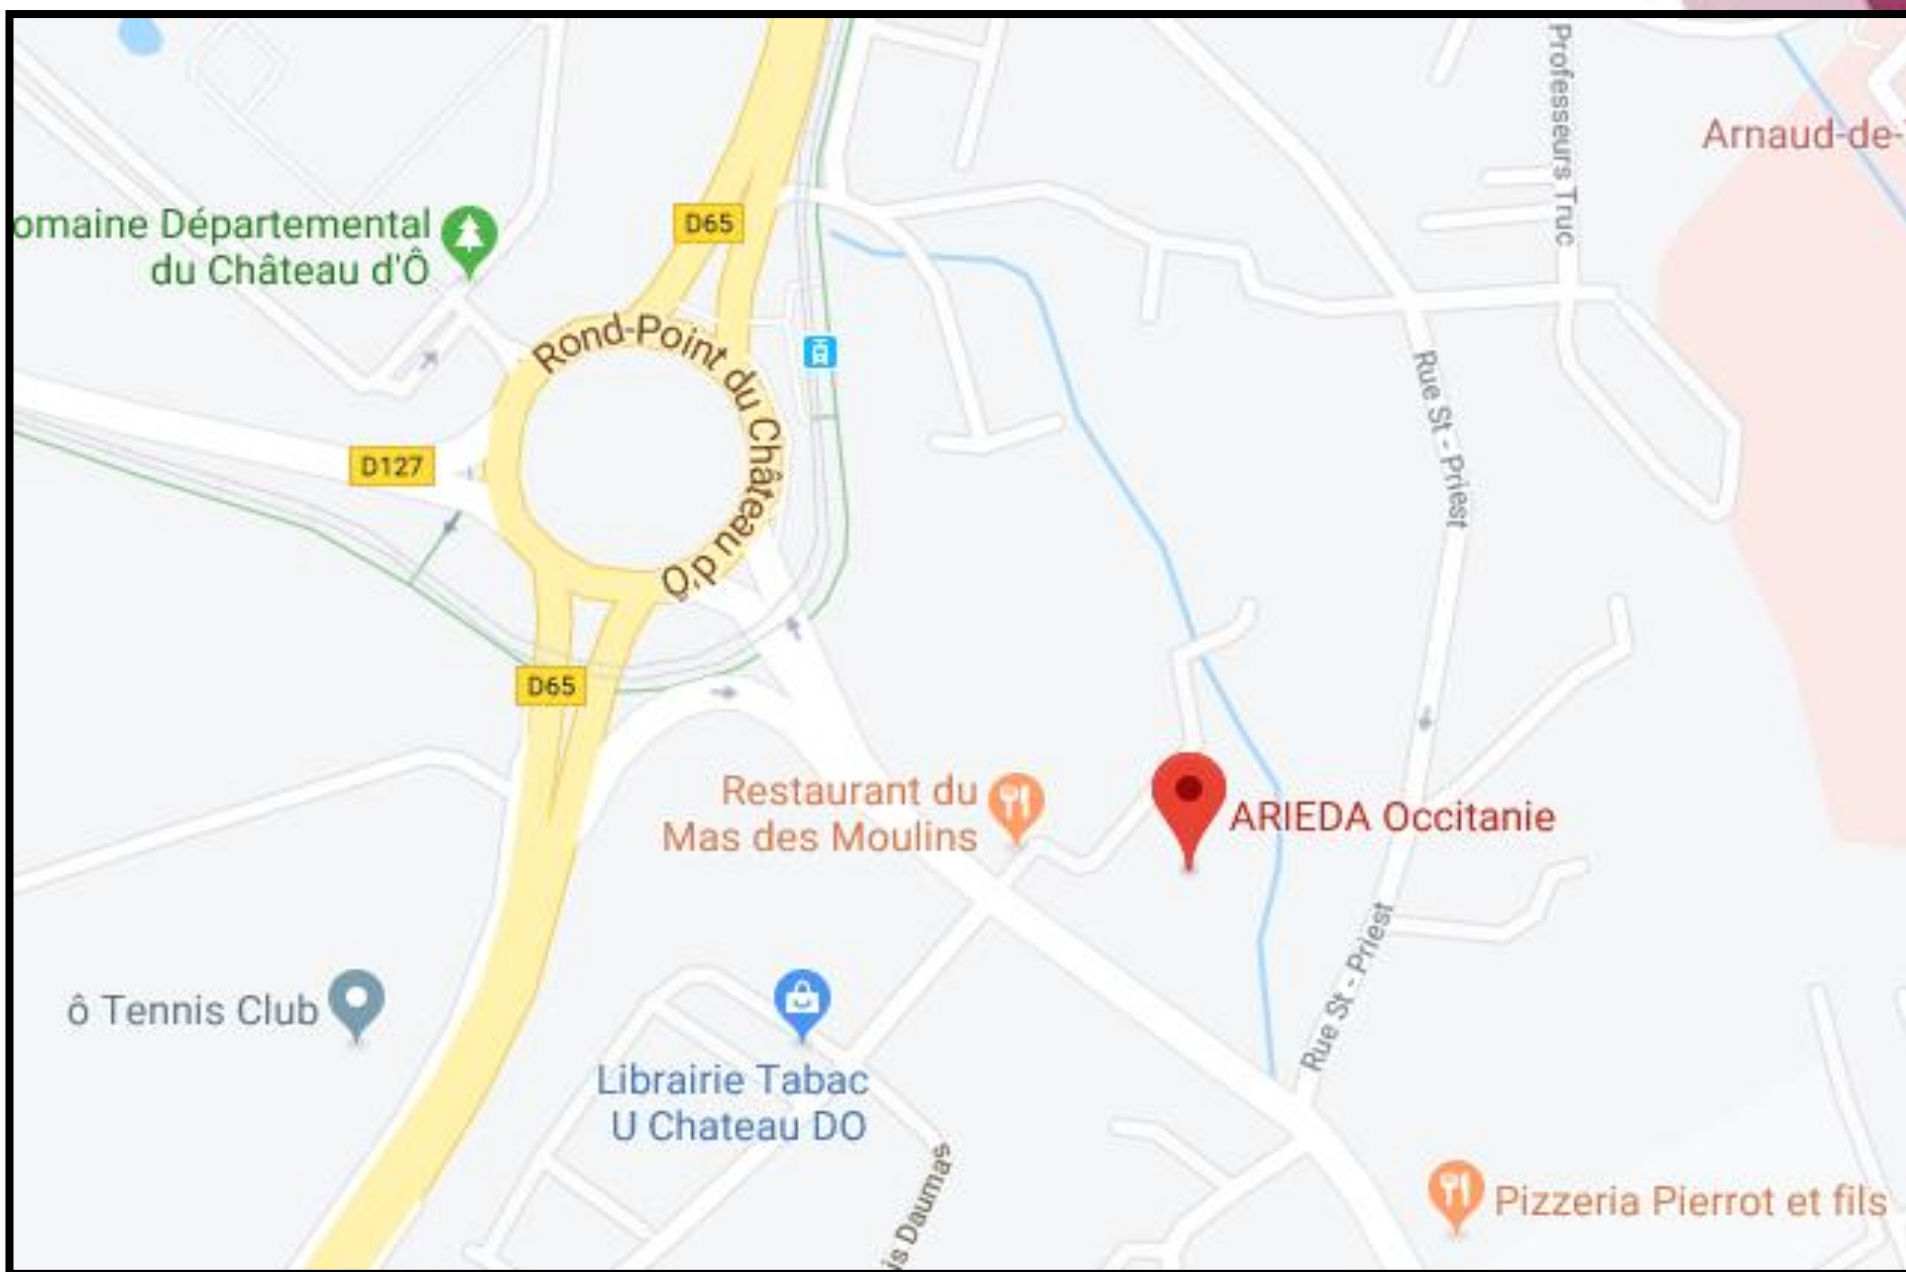 Professeurs Truc
Arnaud-de-
omaine Départemental
du Château d'Ô
D65
Rond-Point du Château d'Ô
Rue St - Priest
D127
D65
Restaurant du
Mas des Moulins
ARIEDA Occitanie
Rue St - Priest
ô Tennis Club
Librairie Tabac
U Chateau DO
is Daumas
Pizzeria Pierrot et fils